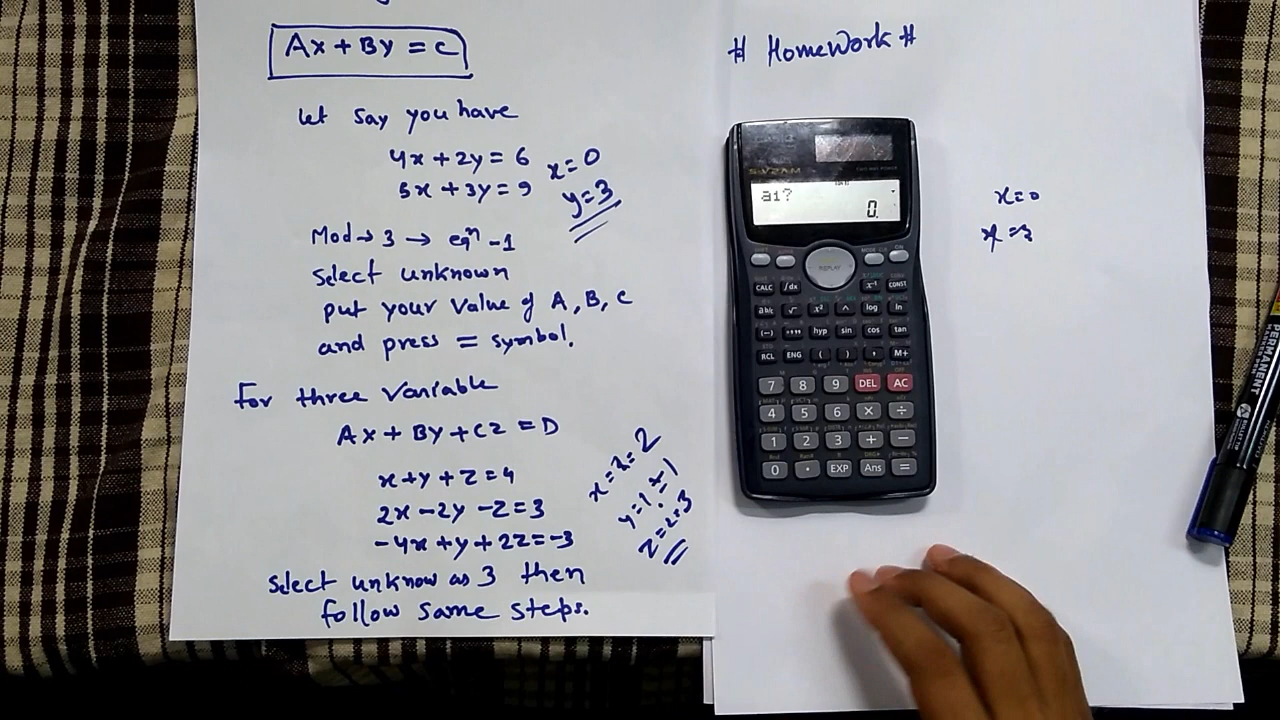 Ax + By = C
Let say you have
4x + 2y = 6
5x + 3y = 9
x = 0
y = 3
Mod → 3 → eqn - 1
Select unknown
put your value of A, B, C
and press = symbol.
For three Variable
Ax + By + Cz = D
x + y + z = 4
2x - 2y - z = 3
-4x + y + 2z = -3
z =
Select unknow as 3 then
follow same steps.
# HomeWork #
a1?
0.
REPLAY
CALC ∫dx x⁻¹ CONST
ab/c √ x² ^ log ln
(-) °'" hyp sin cos tan
RCL ENG ( ) , M+
7 8 9 DEL AC
4 5 6 × ÷
1 2 3 + −
0 . EXP Ans =
x = 0
PERMANENT